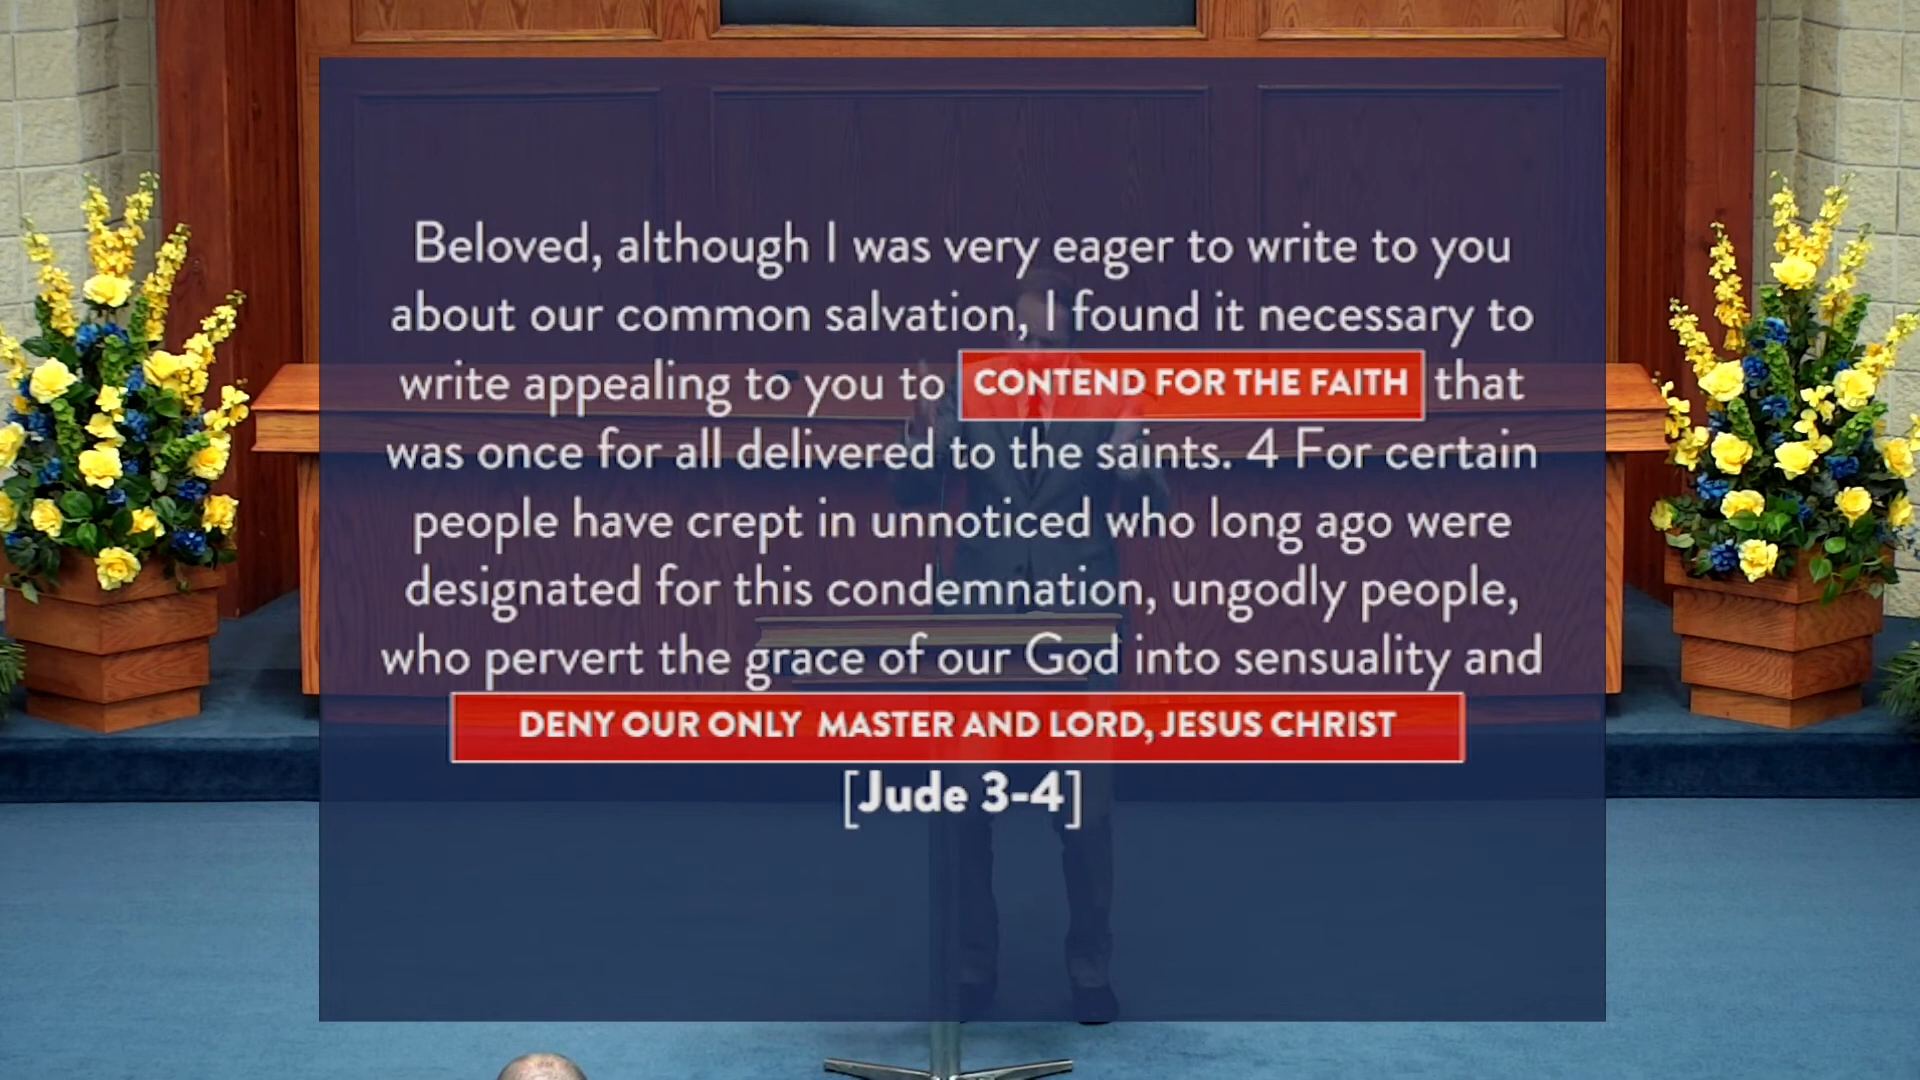 Beloved, although I was very eager to write to you
about our common salvation, I found it necessary to
write appealing to you to CONTEND FOR THE FAITH that
was once for all delivered to the saints. 4 For certain
people have crept in unnoticed who long ago were
designated for this condemnation, ungodly people,
who pervert the grace of our God into sensuality and
DENY OUR ONLY MASTER AND LORD, JESUS CHRIST
[Jude 3-4]